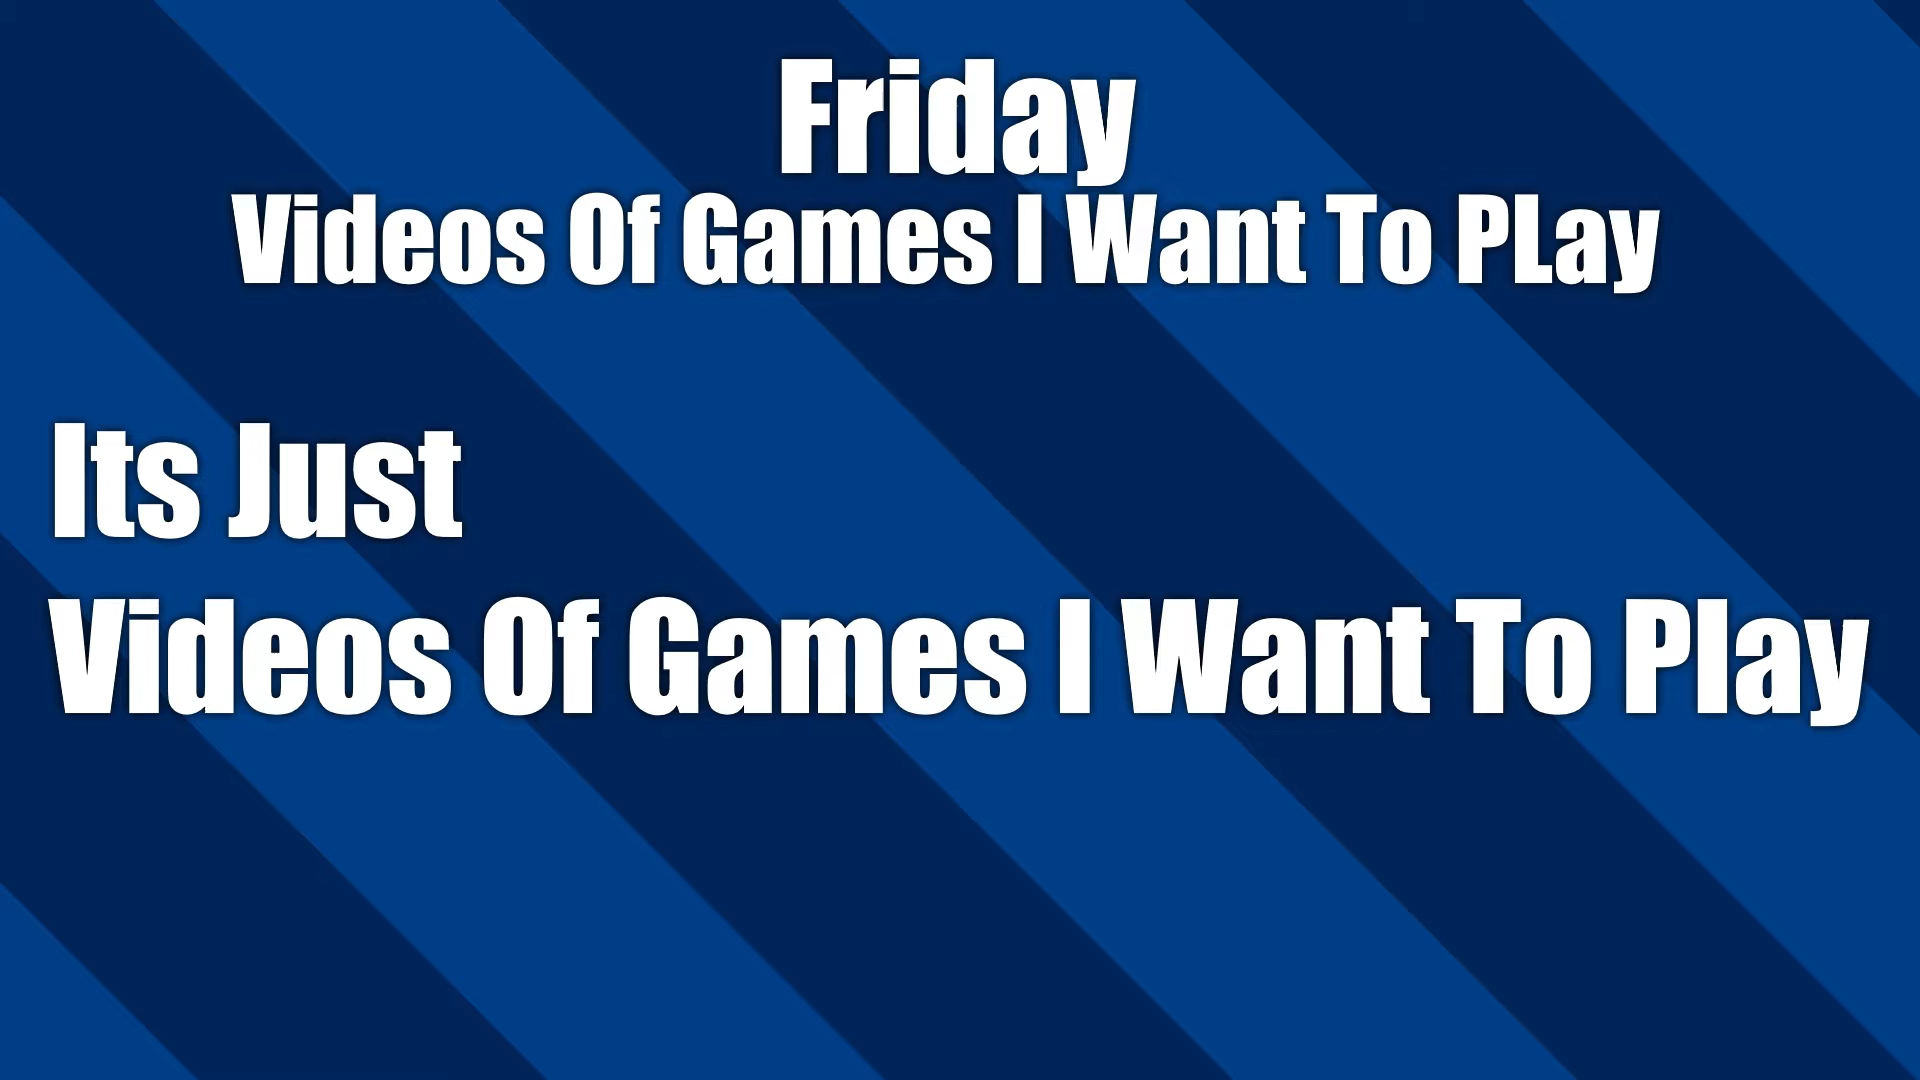 Friday
Videos Of Games I Want To PLay
Its Just
Videos Of Games I Want To Play